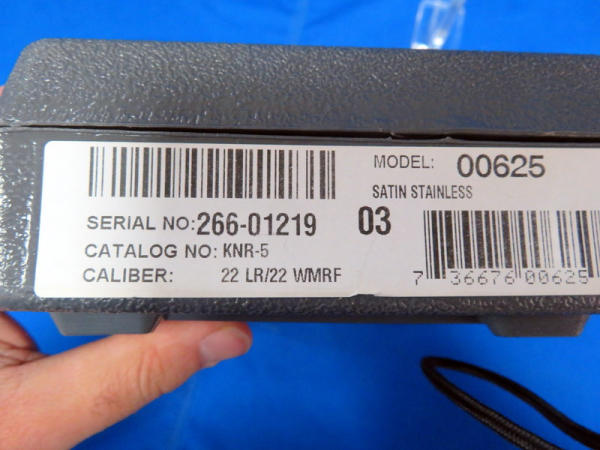 MODEL: 00625
SATIN STAINLESS
SERIAL NO: 266-01219 03
CATALOG NO: KNR-5
CALIBER: 22 LR/22 WMRF
7 36676 00625